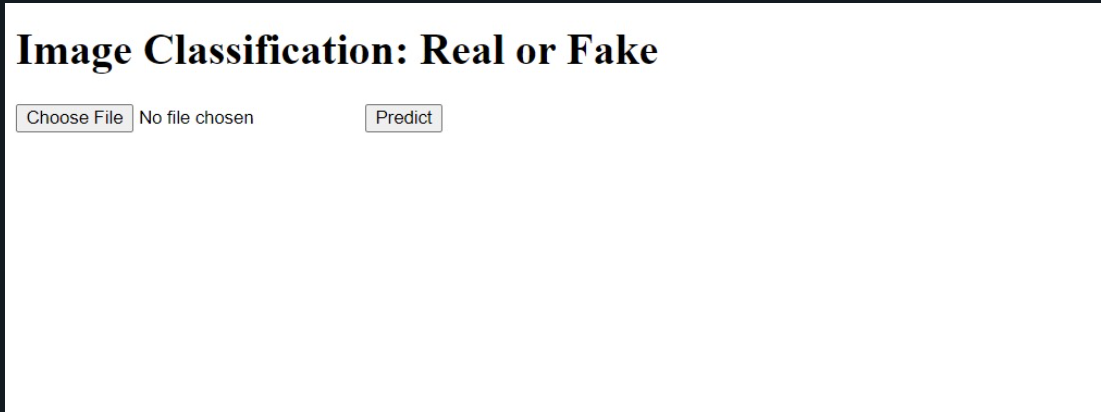 Image Classification: Real or Fake
Choose File No file chosen Predict